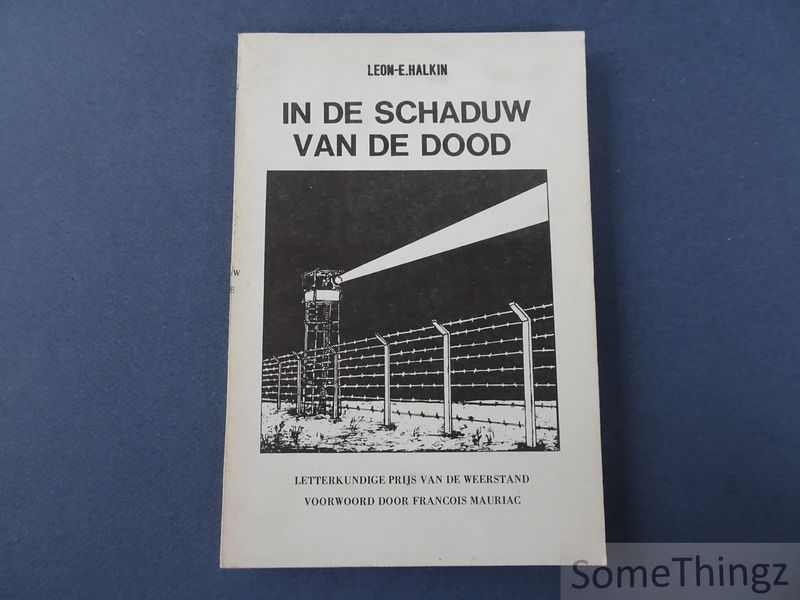 LEON-E.HALKIN
IN DE SCHADUW
VAN DE DOOD
LETTERKUNDIGE PRIJS VAN DE WEERSTAND
VOORWOORD DOOR FRANCOIS MAURIAC
SomeThingz